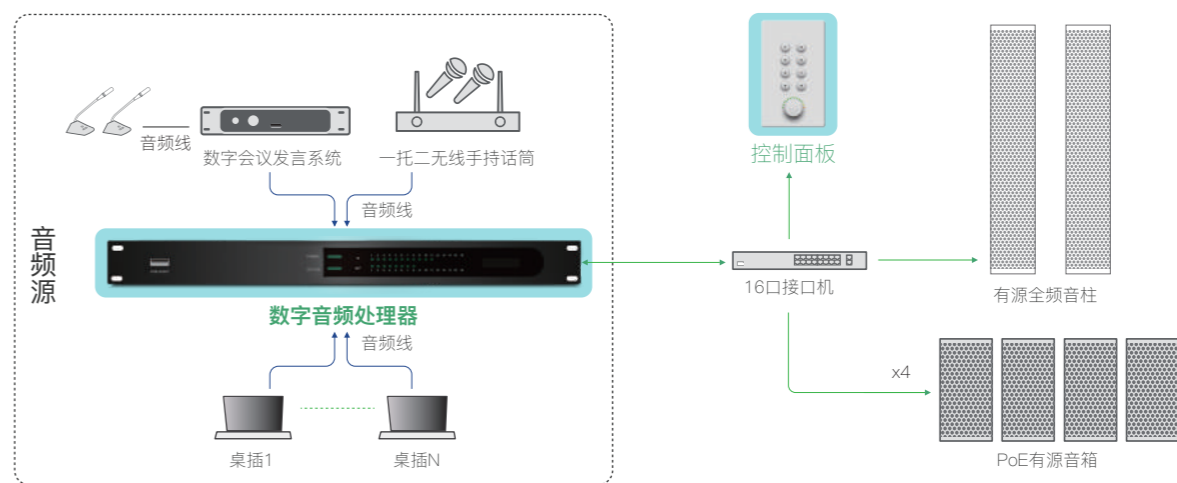 音频线
数字会议发言系统
一托二无线手持话筒
音频线
音频源
数字音频处理器
音频线
桌插1
桌插N
控制面板
16口接口机
有源全频音柱
x4
PoE有源音箱